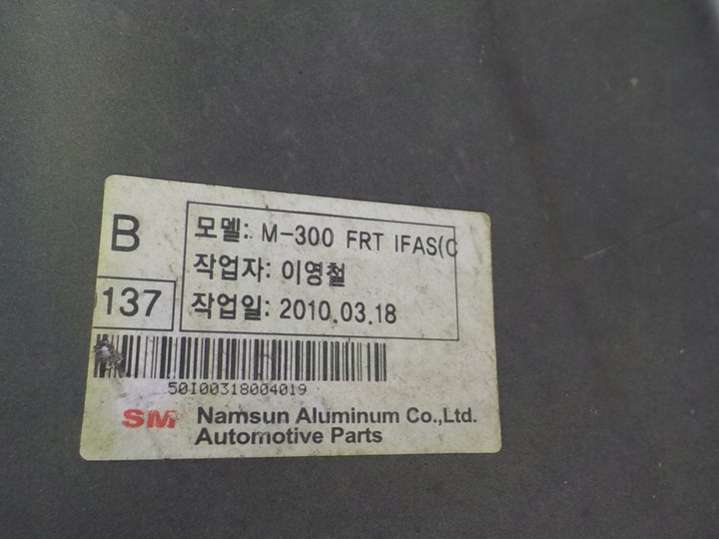 B
137
모델: M-300 FRT IFAS(C
작업자: 이영철
작업일: 2010.03.18
50I00318004019
SM Namsun Aluminum Co.,Ltd.
Automotive Parts